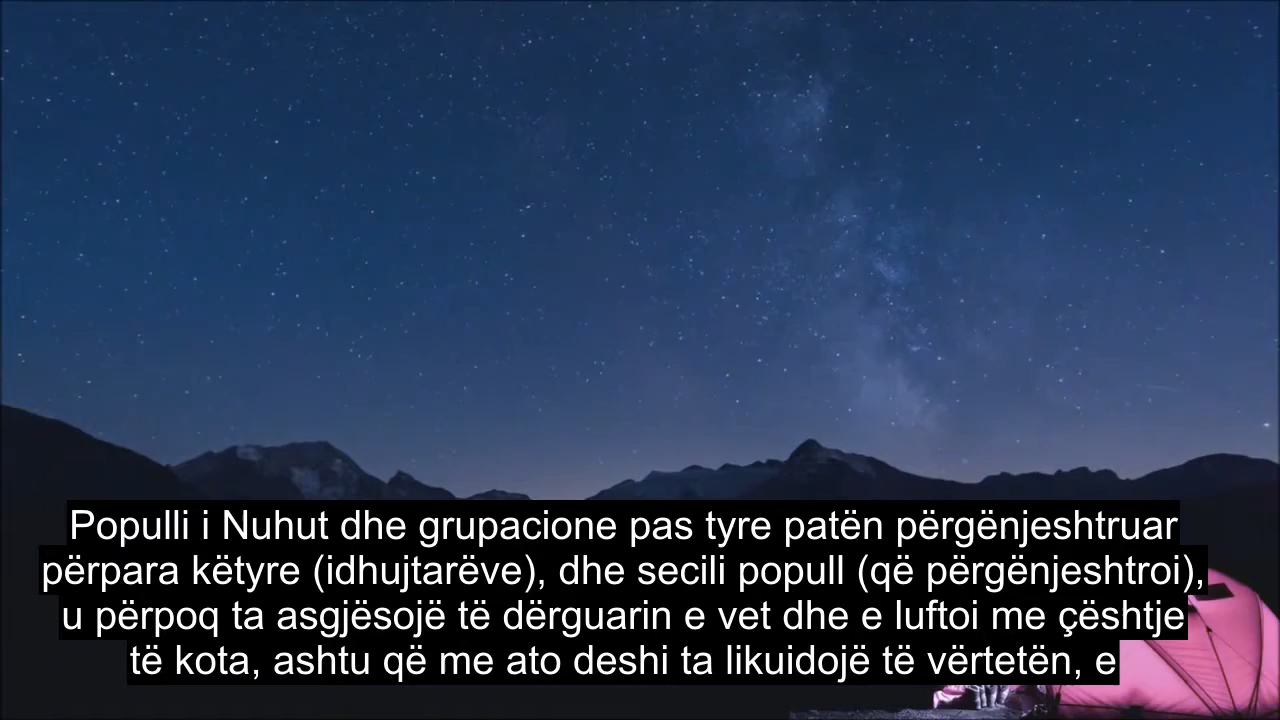 Populli i Nuhut dhe grupacione pas tyre patën përgënjeshtruar
përpara këtyre (idhujtarëve), dhe secili popull (që përgënjeshtroi),
u përpoq ta asgjësojë të dërguarin e vet dhe e luftoi me çështje
të kota, ashtu që me ato deshi ta likuidojë të vërtetën, e